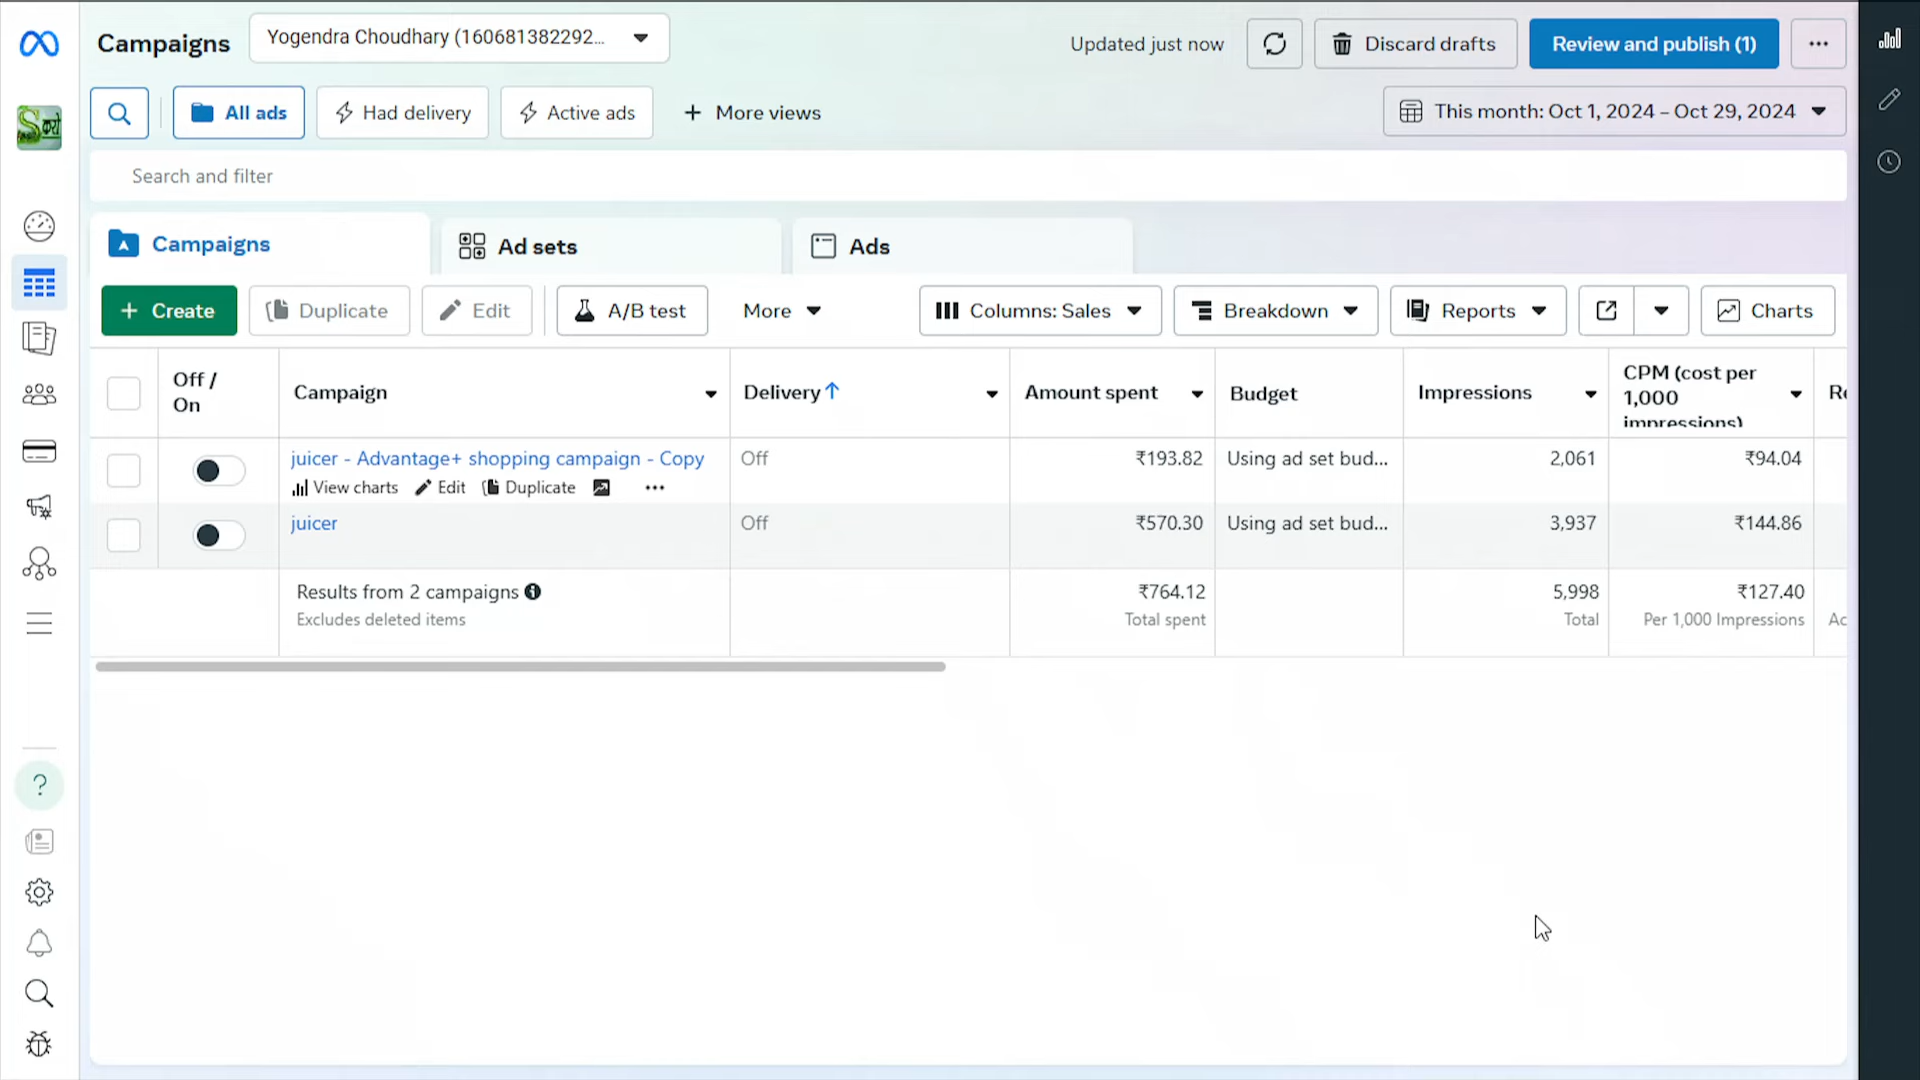 Campaigns
Yogendra Choudhary (160681382292...
Updated just now
Discard drafts
Review and publish (1)
S करो
All ads
Had delivery
Active ads
+ More views
This month: Oct 1, 2024 – Oct 29, 2024
Search and filter
Campaigns
Ad sets
Ads
+ Create
Duplicate
Edit
A/B test
More
Columns: Sales
Breakdown
Reports
Charts
Off /
On
Campaign
Delivery↑
Amount spent
Budget
Impressions
CPM (cost per
1,000
impressions)
Re
juicer - Advantage+ shopping campaign - Copy
Off
₹193.82
Using ad set bud...
2,061
₹94.04
View charts
Edit
Duplicate
juicer
Off
₹570.30
Using ad set bud...
3,937
₹144.86
Results from 2 campaigns
₹764.12
5,998
₹127.40
Excludes deleted items
Total spent
Total
Per 1,000 Impressions
Ac
?